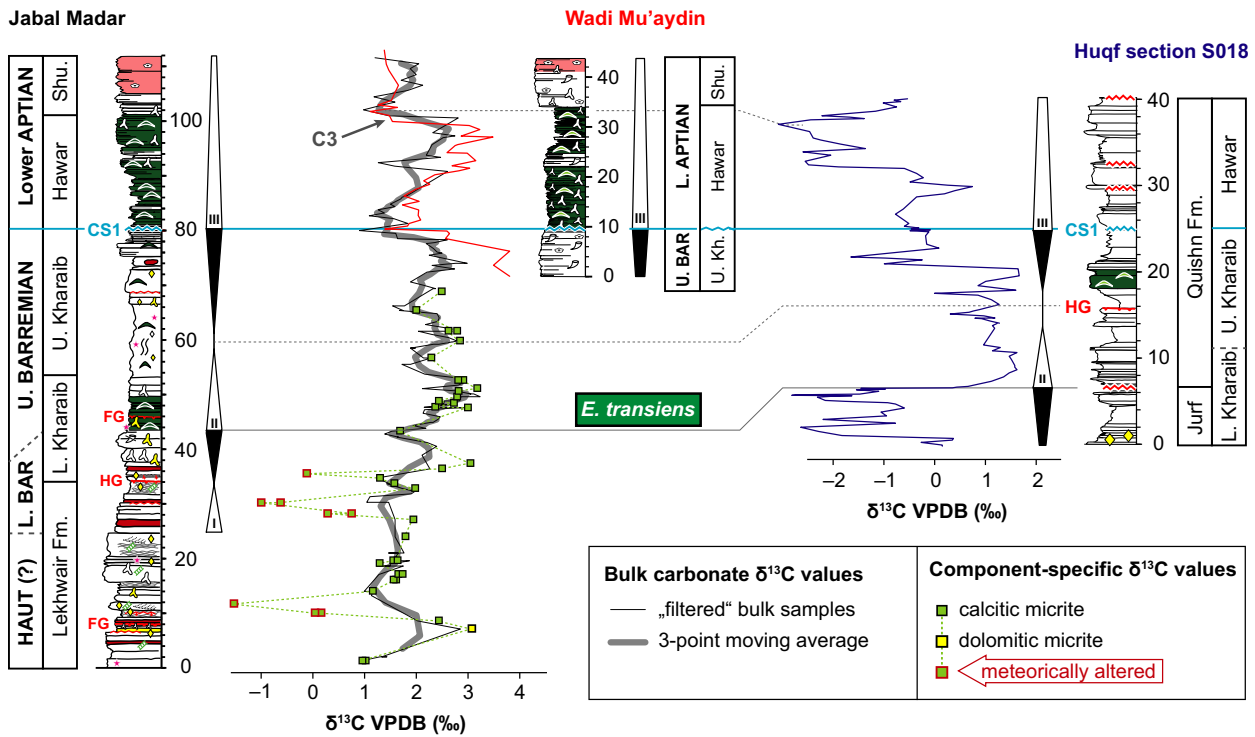 Jabal Madar
Wadi Mu’aydin
Huqf section S018
Lower APTIAN
Shu.
Hawar
U. BARREMIAN
U. Kharaib
L. Kharaib
L. BAR
HAUT (?)
Lekhwair Fm.
CS1
FG
HG
FG
100
80
60
40
20
0
III
II
I
C3
–1 0 1 2 3 4
δ¹³C VPDB (‰)
40
30
20
10
0
III
L. APTIAN
U. BAR
Shu.
Hawar
U. Kh.
E. transiens
–2 –1 0 1 2
δ¹³C VPDB (‰)
III
II
CS1
HG
40
30
20
10
0
Quishn Fm.
Jurf
Hawar
U. Kharaib
L. Kharaib
Bulk carbonate δ¹³C values
„filtered“ bulk samples
3-point moving average
Component-specific δ¹³C values
calcitic micrite
dolomitic micrite
meteorically altered